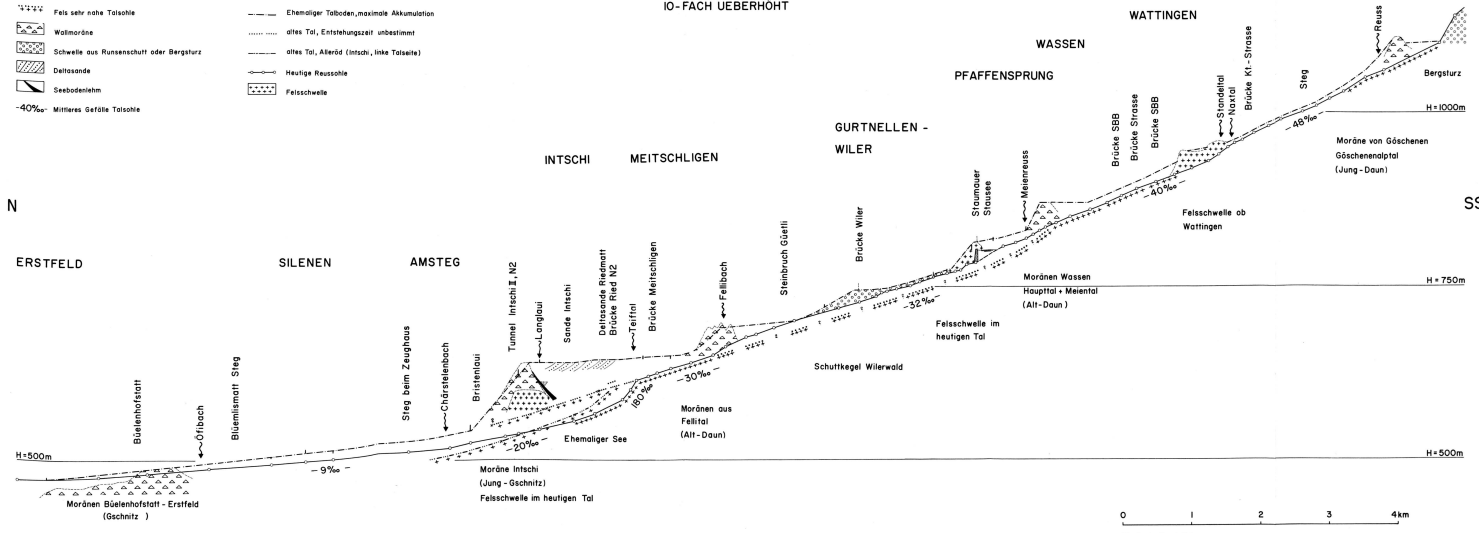 10-FACH UEBERHÖHT
Fels sehr nahe Talsohle
Wallmoräne
Schwelle aus Runsenschutt oder Bergsturz
Deltasande
Seebodenlehm
-40‰- Mittleres Gefälle Talsohle
Ehemaliger Talboden, maximale Akkumulation
altes Tal, Entstehungszeit unbestimmt
altes Tal, Alleröd (Intschi, linke Talseite)
Heutige Reussohle
Felsschwelle
N
ERSTFELD
SILENEN
AMSTEG
INTSCHI
MEITSCHLIGEN
GURTNELLEN -
WILER
PFAFFENSPRUNG
WASSEN
WATTINGEN
SS
Büelenhofstatt
Öfibach
Blüemlismatt Steg
Steg beim Zeughaus
Chärstelenbach
Bristenlaui
Tunnel Intschi II, N2
Langlaui
Sande Intschi
Deltasande Riedmatt
Brücke Ried N2
Teiftal
Brücke Meitschligen
Fellibach
Steinbruch Güetli
Brücke Wiler
Staumauer
Stausee
Meienreuss
Brücke SBB
Brücke Strasse
Brücke SBB
Standeltal
Naxtal
Brücke Kt.-Strasse
Steg
Reuss
Bergsturz
H=1000m
H=750m
H=500m
H=500m
-9‰-
-20‰-
180‰
-30‰-
-32‰-
-40‰-
-48‰-
Moränen Büelenhofstatt - Erstfeld
(Gschnitz )
Ehemaliger See
Moräne Intschi
(Jung - Gschnitz)
Felsschwelle im heutigen Tal
Moränen aus
Fellital
(Alt-Daun)
Schuttkegel Wilerwald
Felsschwelle im
heutigen Tal
Moränen Wassen
Haupttal + Meiental
(Alt-Daun )
Felsschwelle ob
Wattingen
Moräne von Göschenen
Göschenenalptal
(Jung - Daun)
0 1 2 3 4km